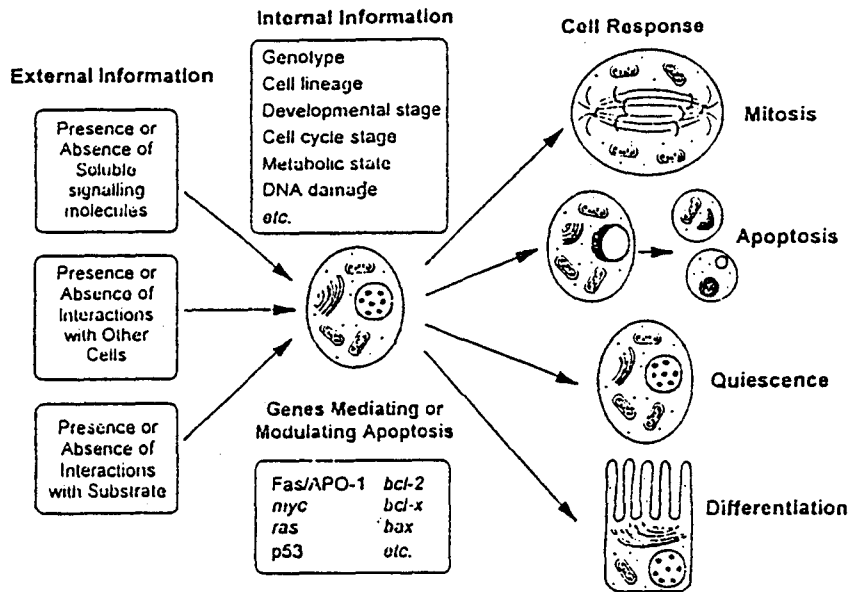 Internal Information
Cell Response
External Information
Genotype
Cell lineage
Developmental stage
Cell cycle stage
Metabolic state
DNA damage
etc.
Presence or
Absence of
Soluble
signalling
molecules
Presence or
Absence of
Interactions
with Other
Cells
Presence or
Absence of
Interactions
with Substrate
Mitosis
Apoptosis
Quiescence
Differentiation
Genes Mediating or
Modulating Apoptosis
Fas/APO-1 bcl-2
myc bcl-x
ras bax
p53 etc.